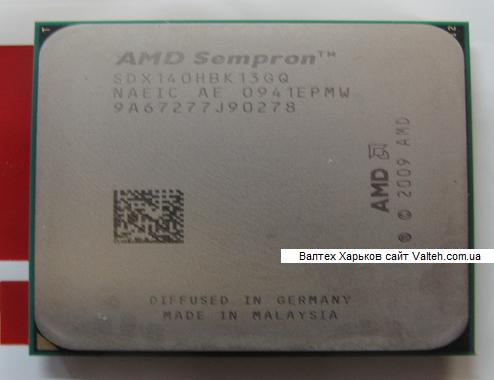 AMD Sempron™
SDX140HBK13GQ
NAEIC AE 0941EPMW
9A67277J90278
AMD
® © 2009 AMD
Валтех Харьков сайт Valteh.com.ua
DIFFUSED IN GERMANY
MADE IN MALAYSIA